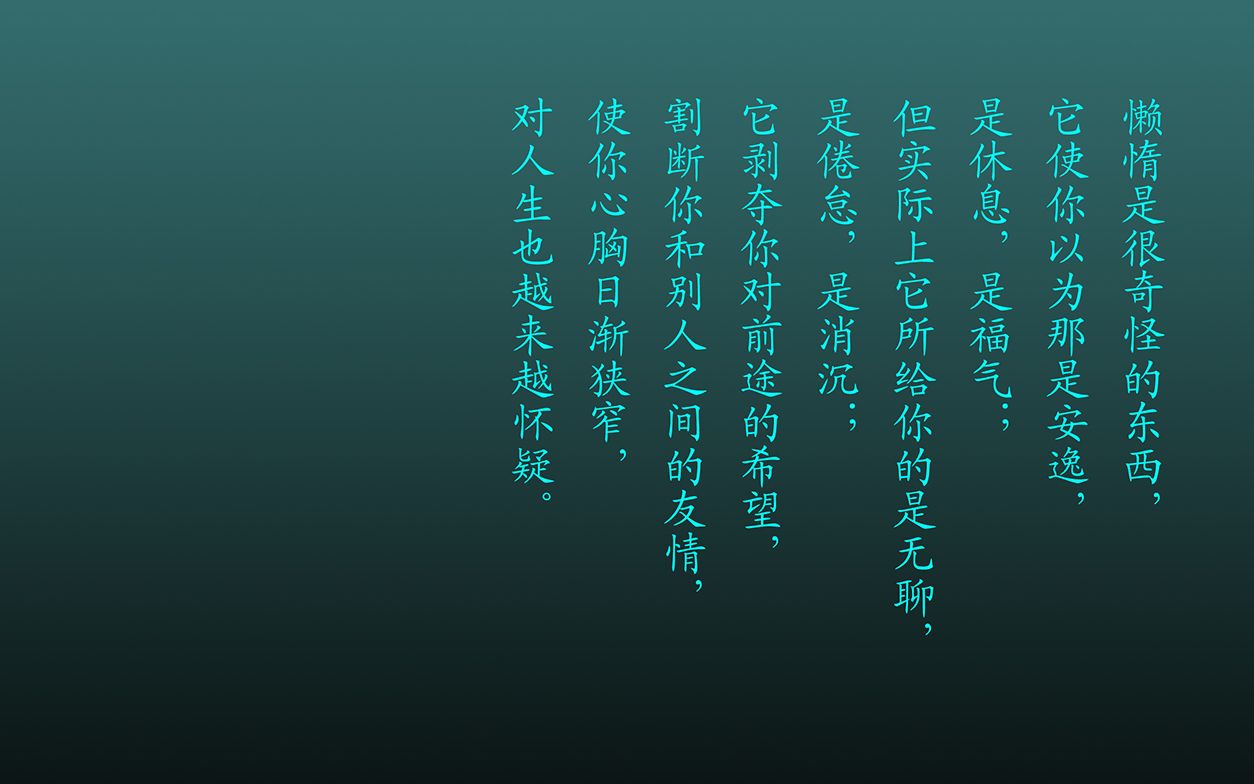 懒惰是很奇怪的东西，
它使你以为那是安逸，
是休息，是福气；
但实际上它所给你的是无聊，
是倦怠，是消沉；
它剥夺你对前途的希望，
割断你和别人之间的友情，
使你心胸日渐狭窄，
对人生也越来越怀疑。